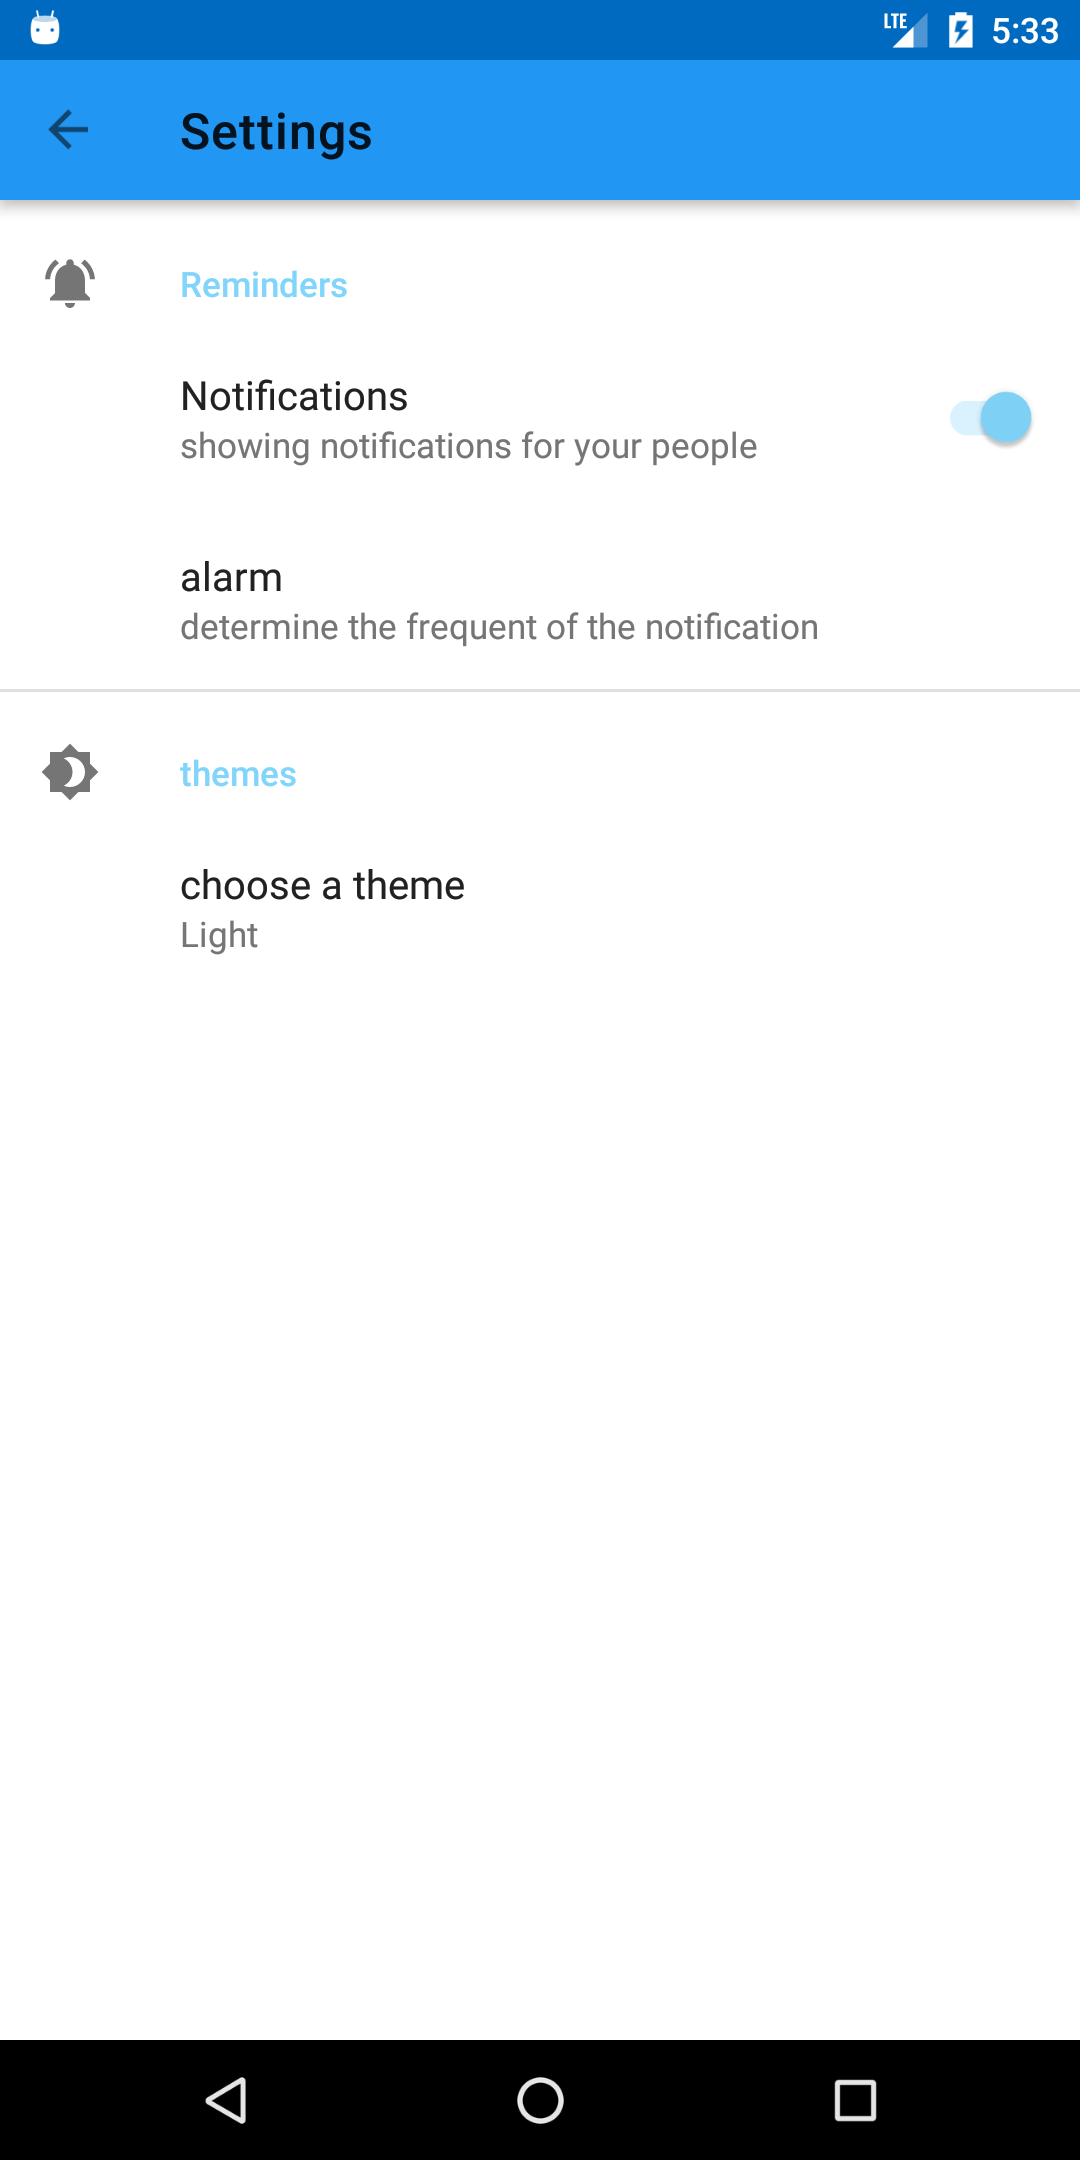 LTE 5:33
Settings
Reminders
Notifications
showing notifications for your people
alarm
determine the frequent of the notification
themes
choose a theme
Light